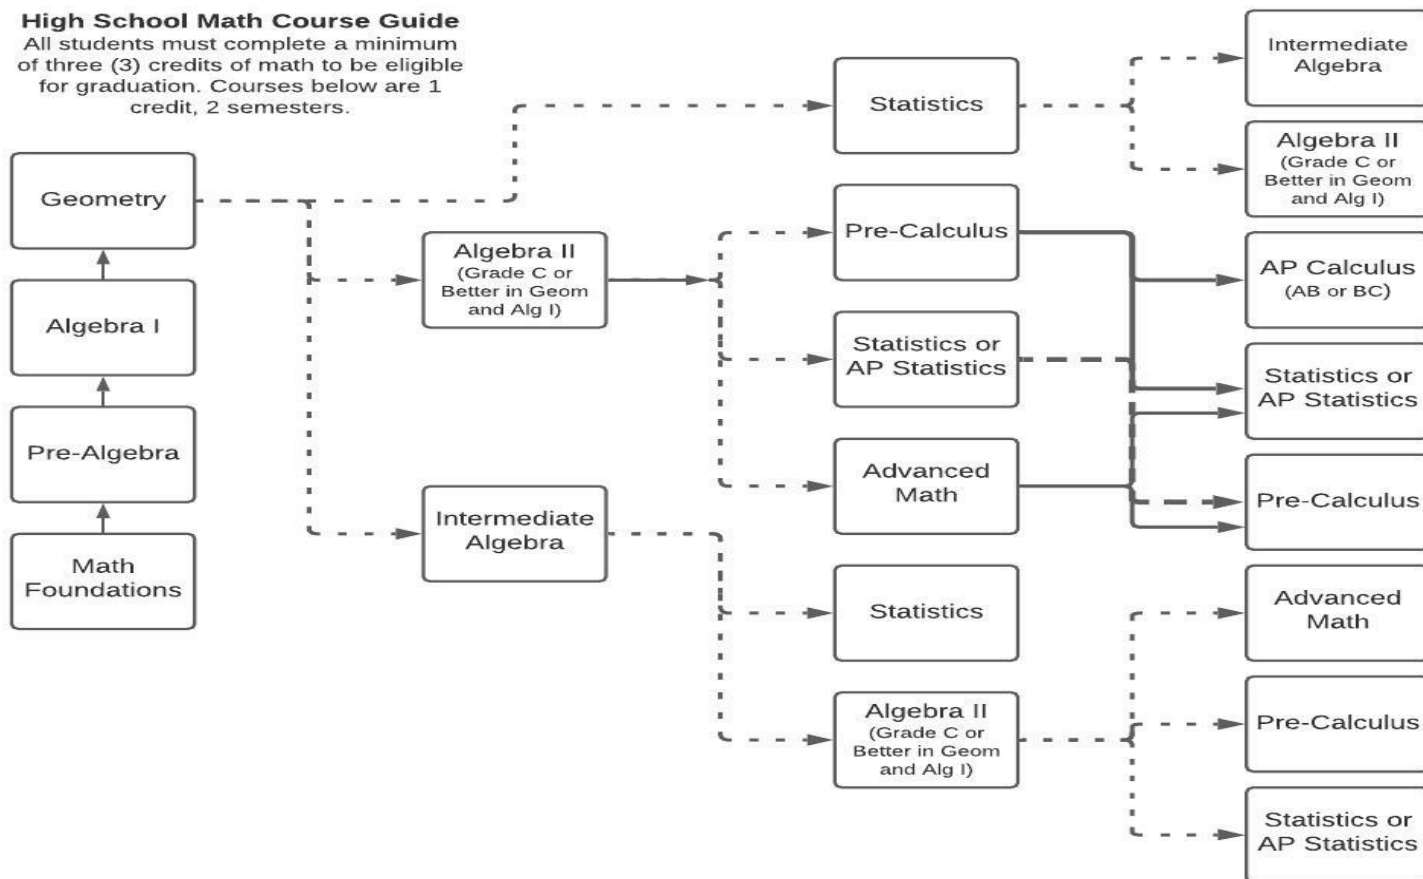 High School Math Course Guide
All students must complete a minimum
of three (3) credits of math to be eligible
for graduation. Courses below are 1
credit, 2 semesters.
Geometry
Algebra I
Pre-Algebra
Math
Foundations
Algebra II
(Grade C or
Better in Geom
and Alg I)
Intermediate
Algebra
Statistics
Pre-Calculus
Statistics or
AP Statistics
Advanced
Math
Statistics
Algebra II
(Grade C or
Better in Geom
and Alg I)
Intermediate
Algebra
Algebra II
(Grade C or
Better in Geom
and Alg I)
AP Calculus
(AB or BC)
Statistics or
AP Statistics
Pre-Calculus
Advanced
Math
Pre-Calculus
Statistics or
AP Statistics